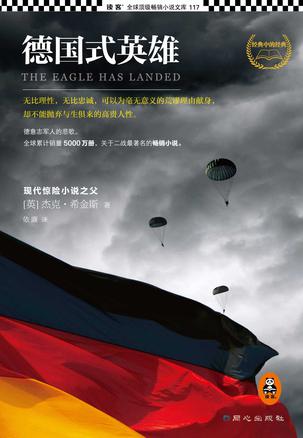 读客® 全球顶级畅销小说文库 117
德国式英雄
经典中的经典
THE EAGLE HAS LANDED
无比理性,无比忠诚,可以为毫无意义的荒谬理由献身,
却不能抛弃与生俱来的高贵人性。
德意志军人的悲歌。
全球累计销量5000万册,关于二战最著名的畅销小说。
现代惊险小说之父
[英] 杰克·希金斯 著
依薇 译
读客®
同心出版社